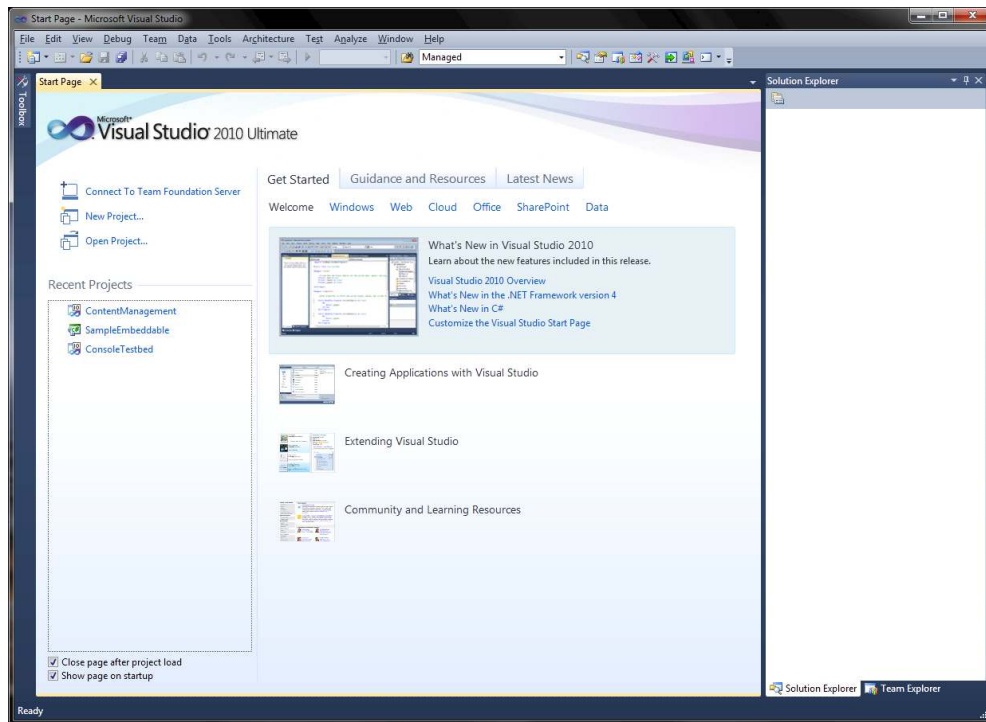 Start Page - Microsoft Visual Studio
File Edit View Debug Team Data Tools Architecture Test Analyze Window Help
Managed
Toolbox
Start Page
Microsoft
Visual Studio 2010 Ultimate
Connect To Team Foundation Server
New Project...
Open Project...
Recent Projects
ContentManagement
SampleEmbeddable
ConsoleTestbed
Close page after project load
Show page on startup
Get Started Guidance and Resources Latest News
Welcome Windows Web Cloud Office SharePoint Data
What's New in Visual Studio 2010
Learn about the new features included in this release.
Visual Studio 2010 Overview
What's New in the .NET Framework version 4
What's New in C#
Customize the Visual Studio Start Page
Creating Applications with Visual Studio
Extending Visual Studio
Community and Learning Resources
Solution Explorer
Solution Explorer Team Explorer
Ready